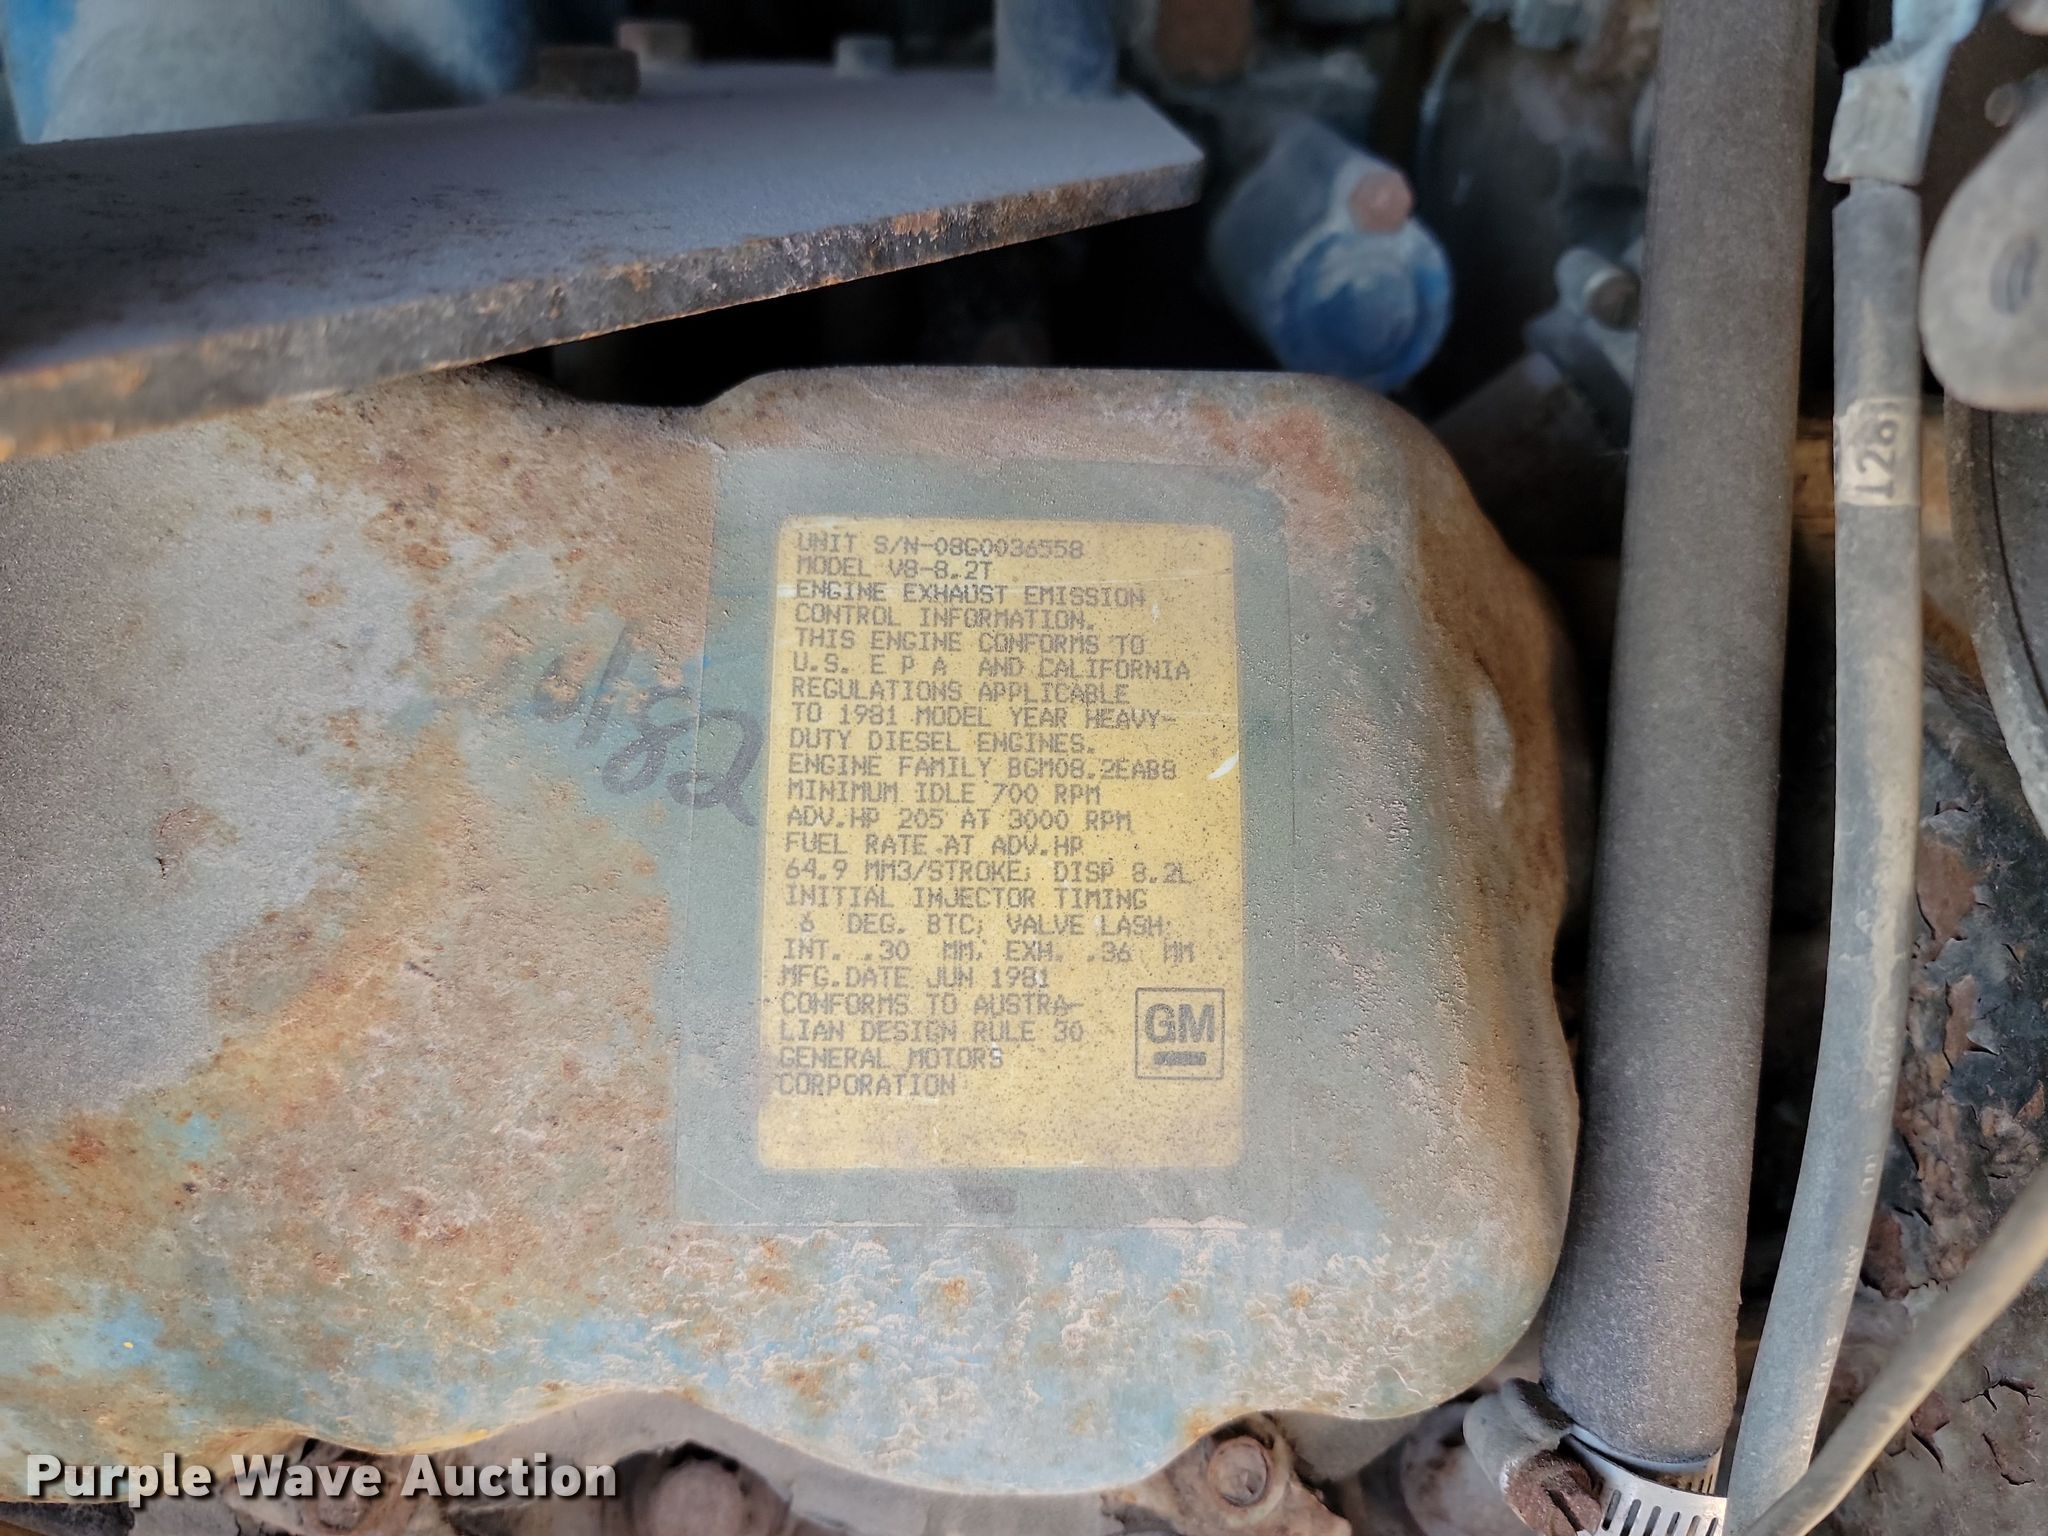 UNIT S/N-08G0036558
MODEL V8-8.2T
ENGINE EXHAUST EMISSION
CONTROL INFORMATION.
THIS ENGINE CONFORMS TO
U.S. E P A AND CALIFORNIA
REGULATIONS APPLICABLE
TO 1981 MODEL YEAR HEAVY-
DUTY DIESEL ENGINES.
ENGINE FAMILY BGM08.2EAB8
MINIMUM IDLE 700 RPM
ADV.HP 205 AT 3000 RPM
FUEL RATE AT ADV.HP
64.9 MM3/STROKE; DISP 8.2L
INITIAL INJECTOR TIMING
6 DEG. BTC; VALVE LASH:
INT. .30 MM, EXH. .36 MM
MFG.DATE JUN 1981
CONFORMS TO AUSTRA-
LIAN DESIGN RULE 30
GENERAL MOTORS
CORPORATION
GM
126
Purple Wave Auction